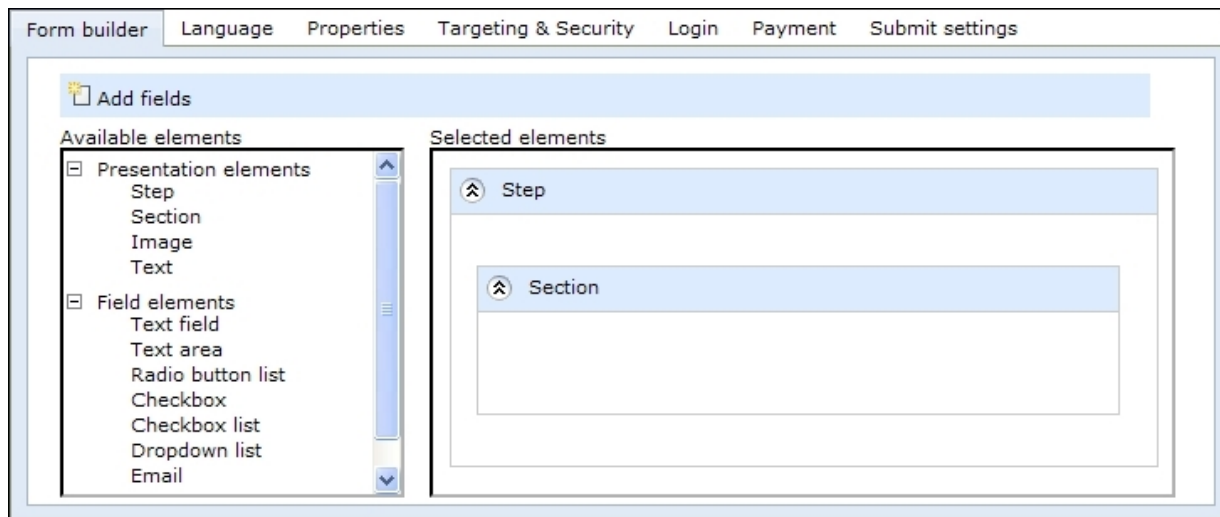 Form builder Language Properties Targeting & Security Login Payment Submit settings
Add fields
Available elements
Presentation elements
Step
Section
Image
Text
Field elements
Text field
Text area
Radio button list
Checkbox
Checkbox list
Dropdown list
Email
Selected elements
Step
Section